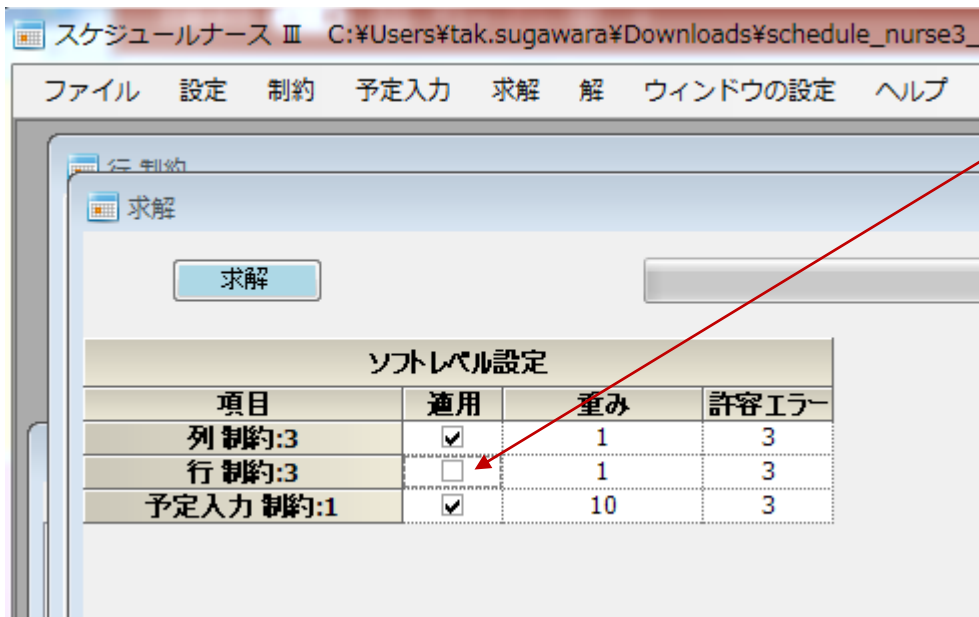 スケジュールナース Ⅲ C:¥Users¥tak.sugawara¥Downloads¥schedule_nurse3_
ファイル 設定 制約 予定入力 求解 解 ウィンドウの設定 ヘルプ
行 制約
求解
求解
ソフトレベル設定
項目 適用 重み 許容エラー
列 制約:3 1 3
行 制約:3 1 3
予定入力 制約:1 10 3